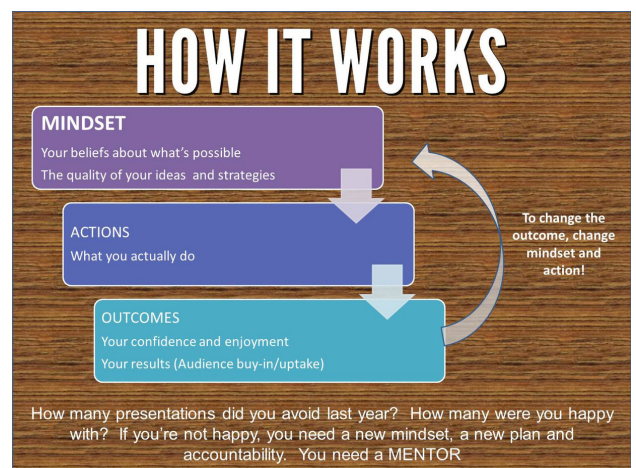 HOW IT WORKS
MINDSET
Your beliefs about what's possible
The quality of your ideas and strategies
ACTIONS
What you actually do
OUTCOMES
Your confidence and enjoyment
Your results (Audience buy-in/uptake)
To change the
outcome, change
mindset and
action!
How many presentations did you avoid last year? How many were you happy
with? If you're not happy, you need a new mindset, a new plan and
accountability. You need a MENTOR